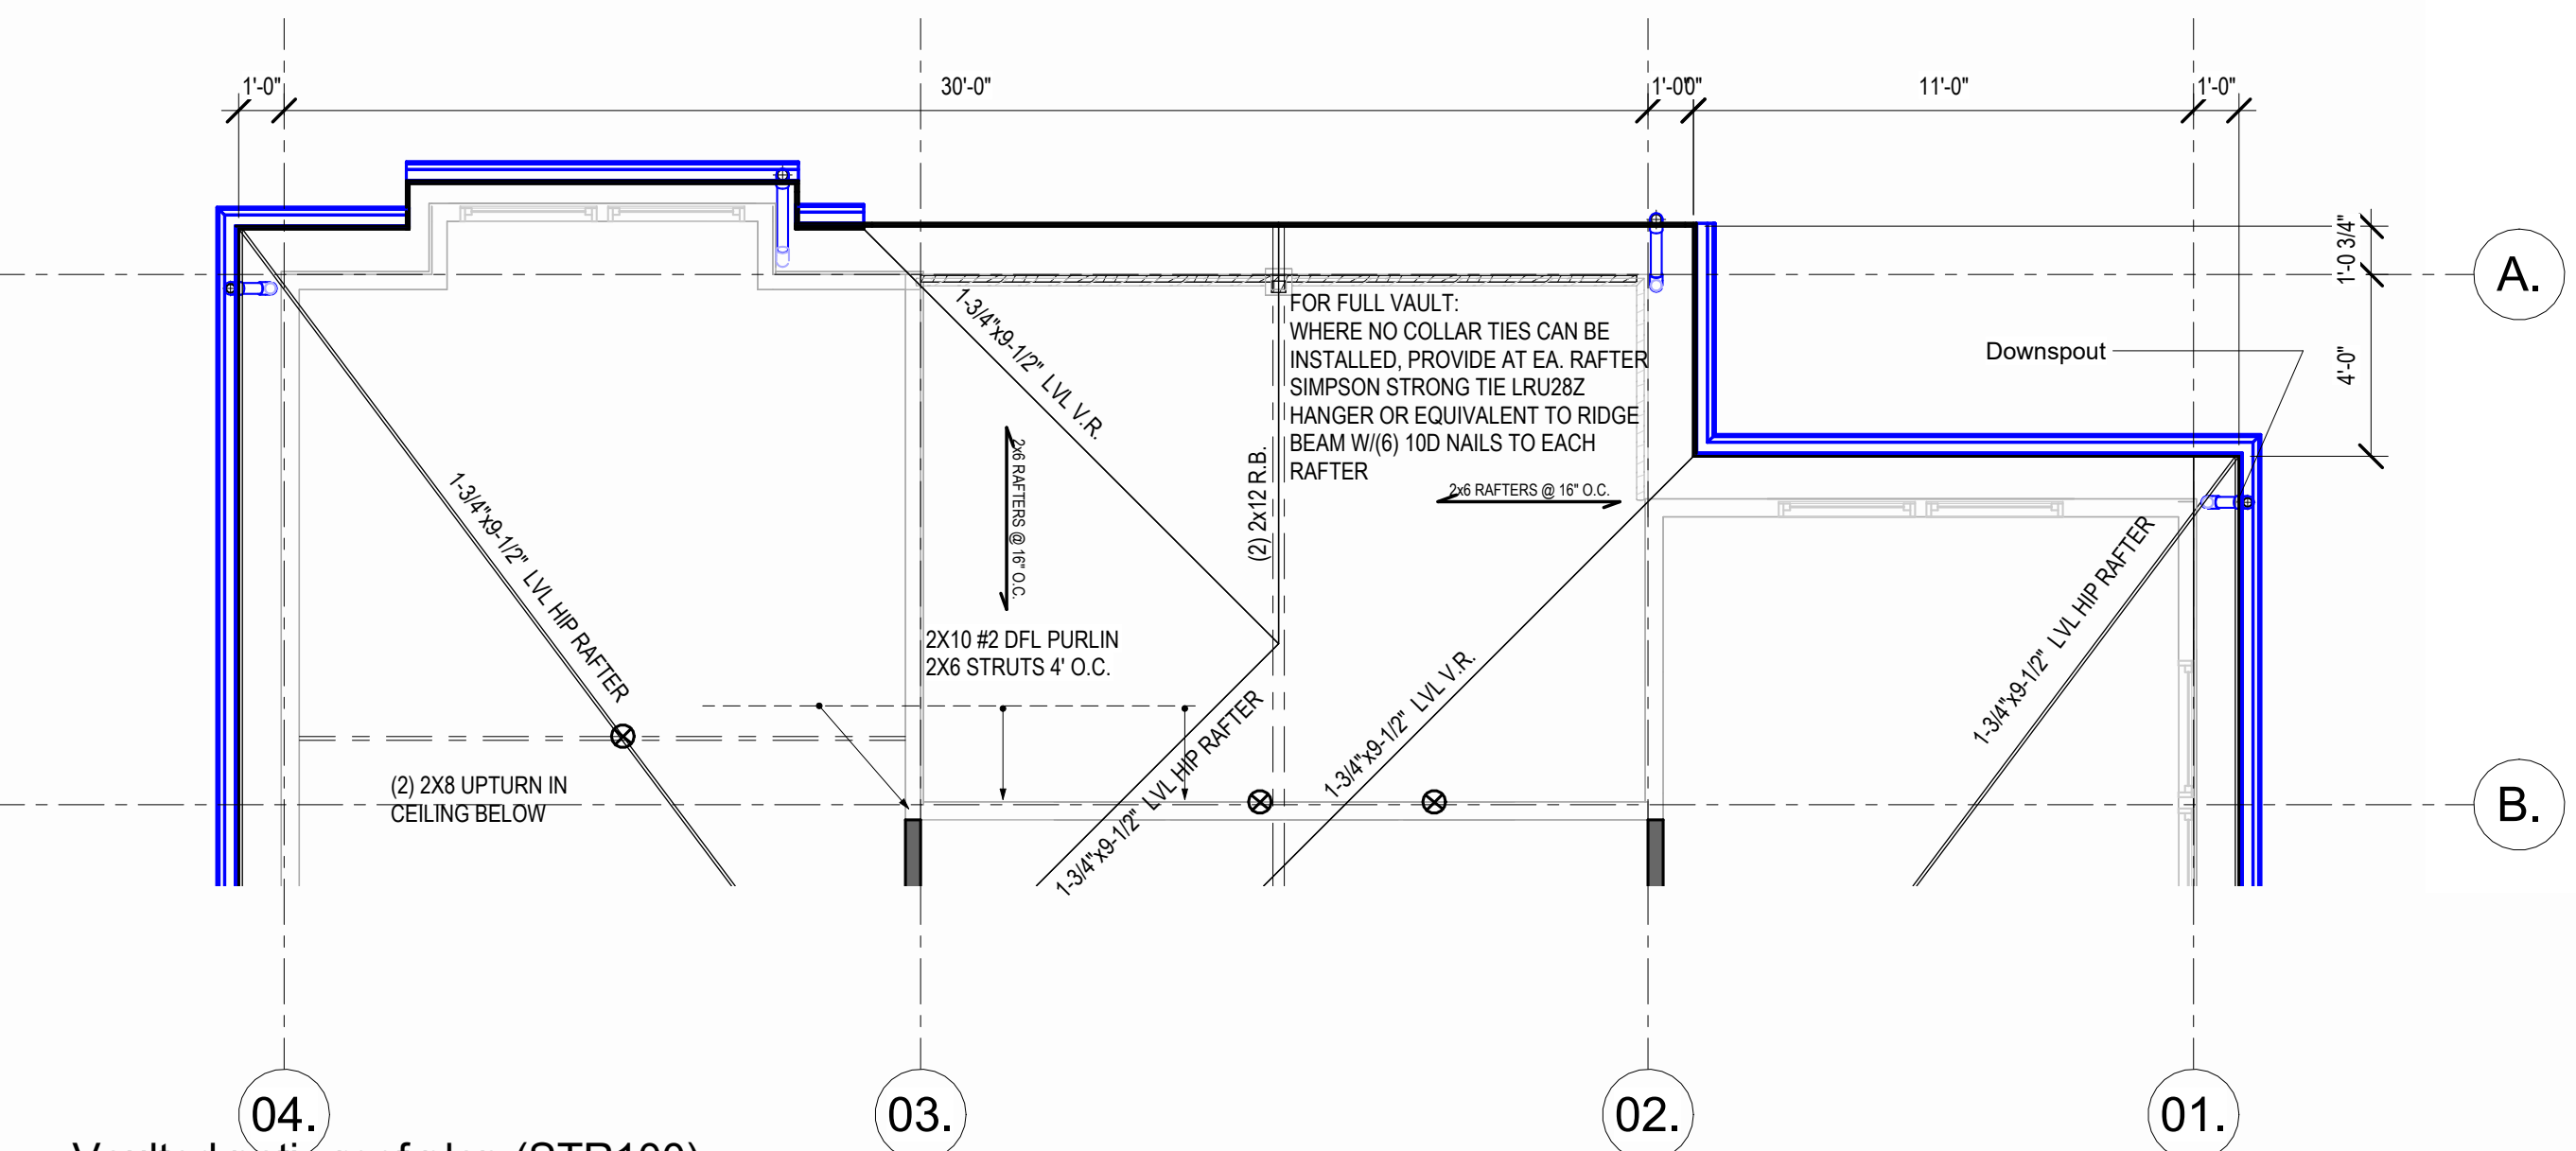 1'-0"
30'-0"
1'-0"
11'-0"
1'-0"
1'-0 3/4"
A.
4'-0"
Downspout
FOR FULL VAULT:
WHERE NO COLLAR TIES CAN BE
INSTALLED, PROVIDE AT EA. RAFTER
SIMPSON STRONG TIE LRU28Z
HANGER OR EQUIVALENT TO RIDGE
BEAM W/(6) 10D NAILS TO EACH
RAFTER
1-3/4"x9-1/2" LVL V.R.
(2) 2x12 R.B.
2x6 RAFTERS @ 16" O.C.
2x6 RAFTERS @ 16" O.C.
1-3/4"x9-1/2" LVL HIP RAFTER
1-3/4"x9-1/2" LVL HIP RAFTER
2X10 #2 DFL PURLIN
2X6 STRUTS 4' O.C.
1-3/4"x9-1/2" LVL HIP RAFTER
1-3/4"x9-1/2" LVL V.R.
(2) 2X8 UPTURN IN
CEILING BELOW
B.
04.
03.
02.
01.